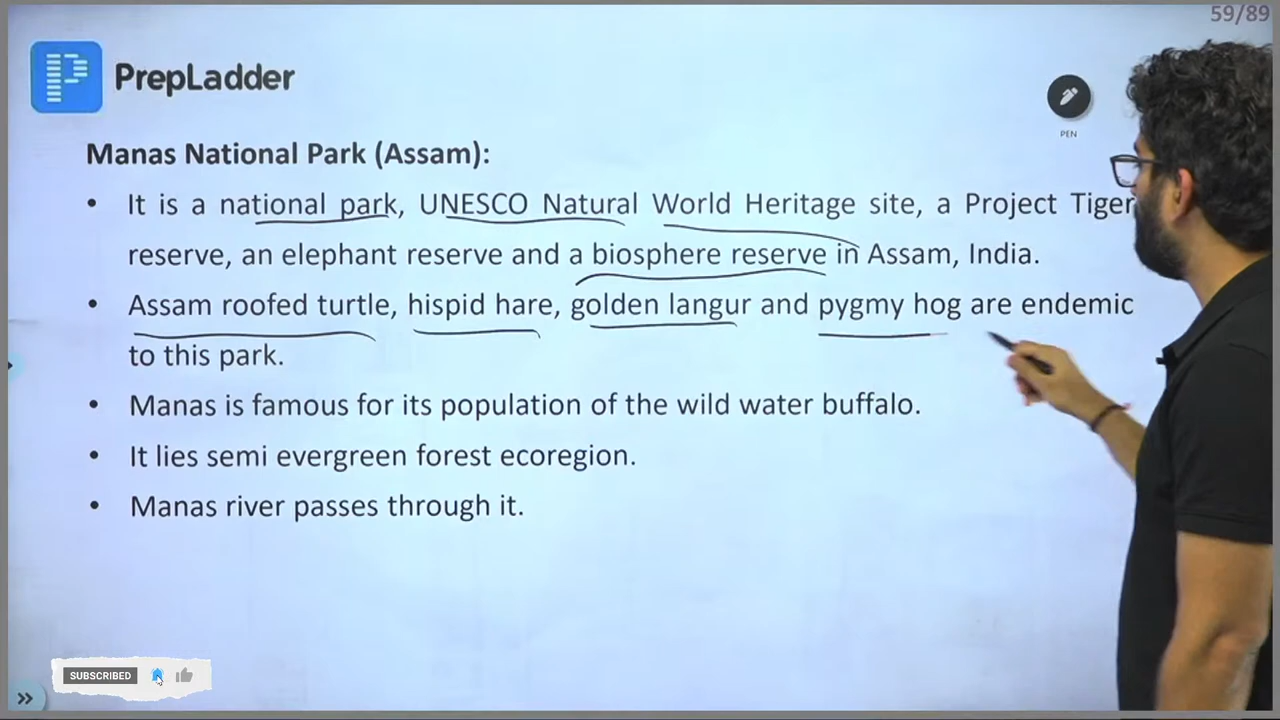 59/89
PrepLadder
PEN
Manas National Park (Assam):
• It is a national park, UNESCO Natural World Heritage site, a Project Tiger
reserve, an elephant reserve and a biosphere reserve in Assam, India.
• Assam roofed turtle, hispid hare, golden langur and pygmy hog are endemic
to this park.
• Manas is famous for its population of the wild water buffalo.
• It lies semi evergreen forest ecoregion.
• Manas river passes through it.
SUBSCRIBED